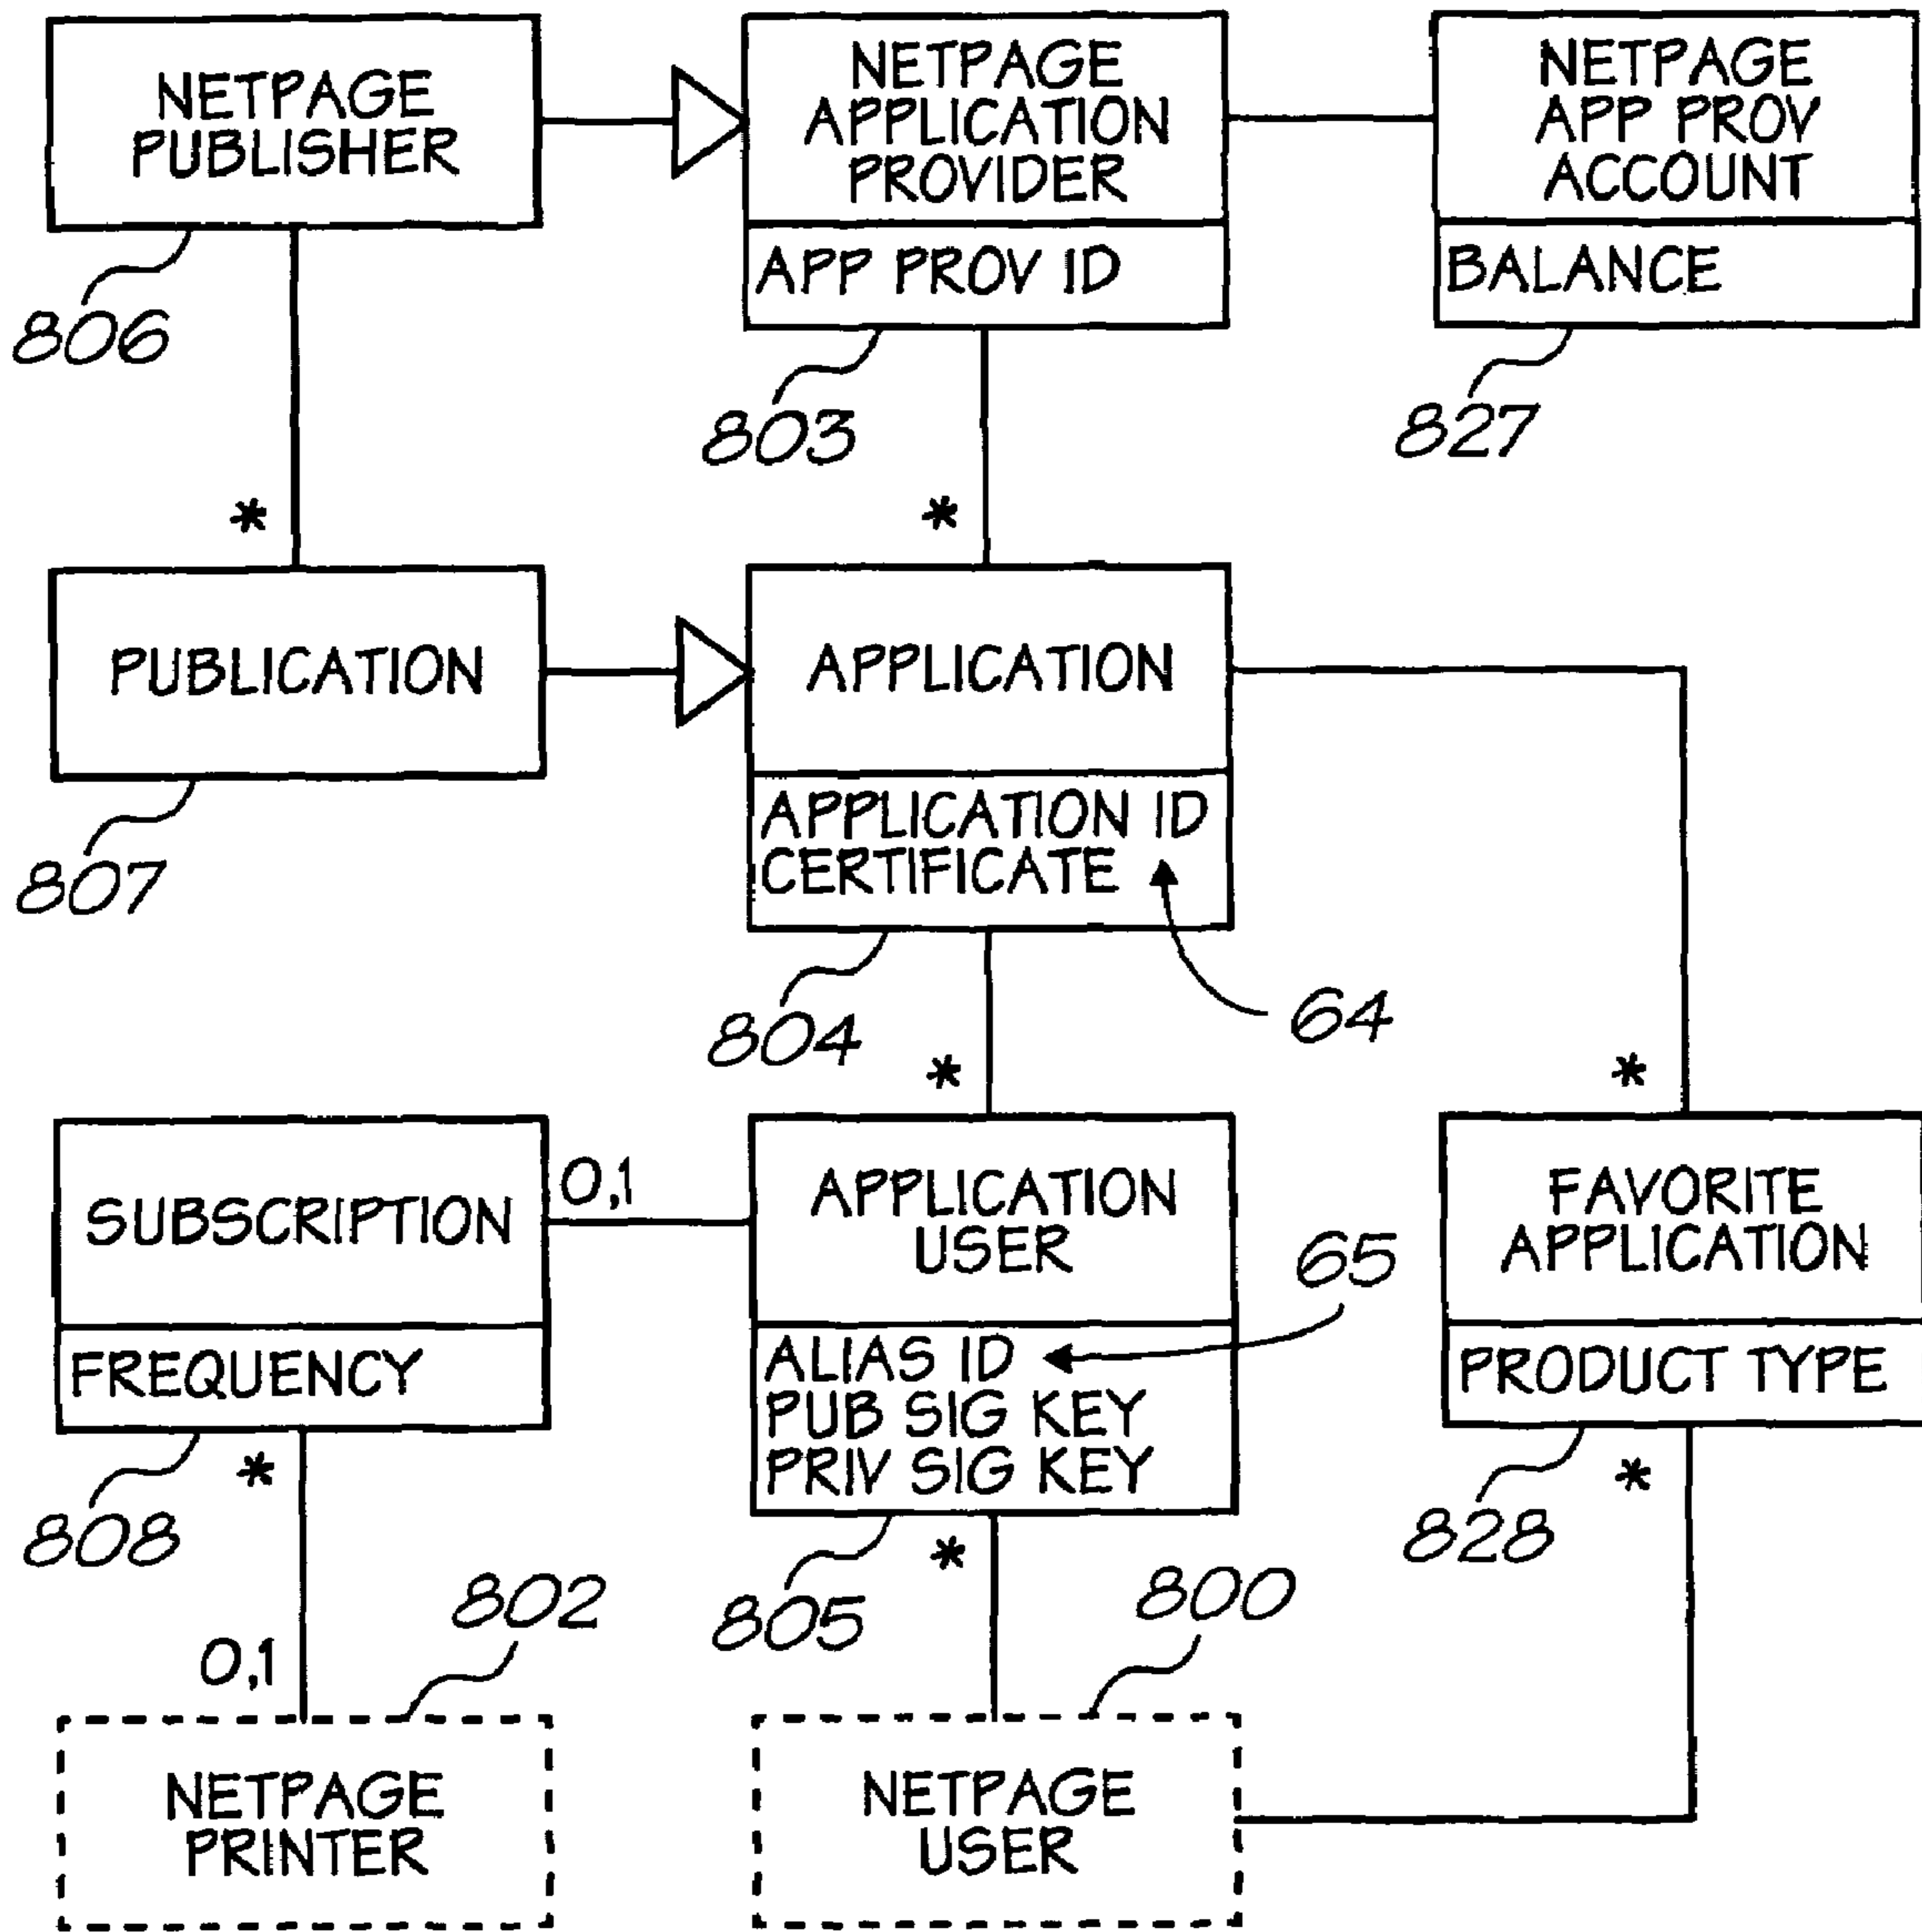 NETPAGE
PUBLISHER
NETPAGE
APPLICATION
PROVIDER
APP PROV ID
NETPAGE
APP PROV
ACCOUNT
BALANCE
806
803
827
*
*
PUBLICATION
APPLICATION
APPLICATION ID
CERTIFICATE
807
804
64
*
*
SUBSCRIPTION
FREQUENCY
0,1
APPLICATION
USER
ALIAS ID
PUB SIG KEY
PRIV SIG KEY
65
FAVORITE
APPLICATION
PRODUCT TYPE
808
*
805
*
828
*
802
800
0,1
NETPAGE
PRINTER
NETPAGE
USER